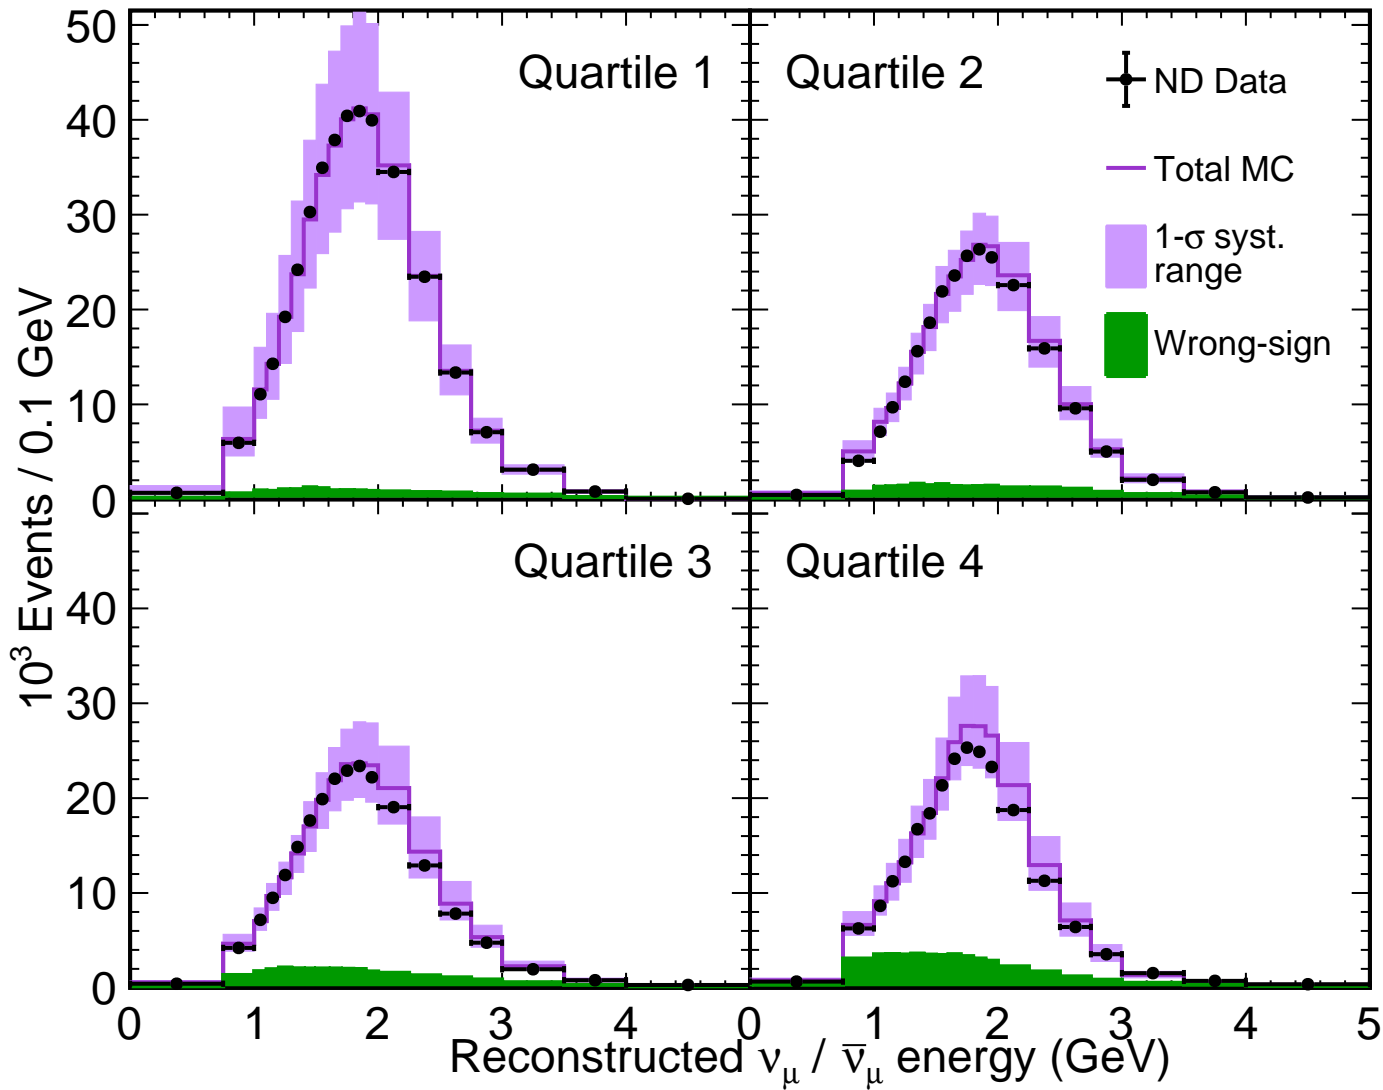 50
40
30
20
10
0
Quartile 1
Quartile 2
ND Data
Total MC
1-σ syst.
range
Wrong-sign
10³ Events / 0.1 GeV
40
30
20
10
0
Quartile 3
Quartile 4
0 1 2 3 4 0 1 2 3 4 5
Reconstructed νμ / ν̅μ energy (GeV)